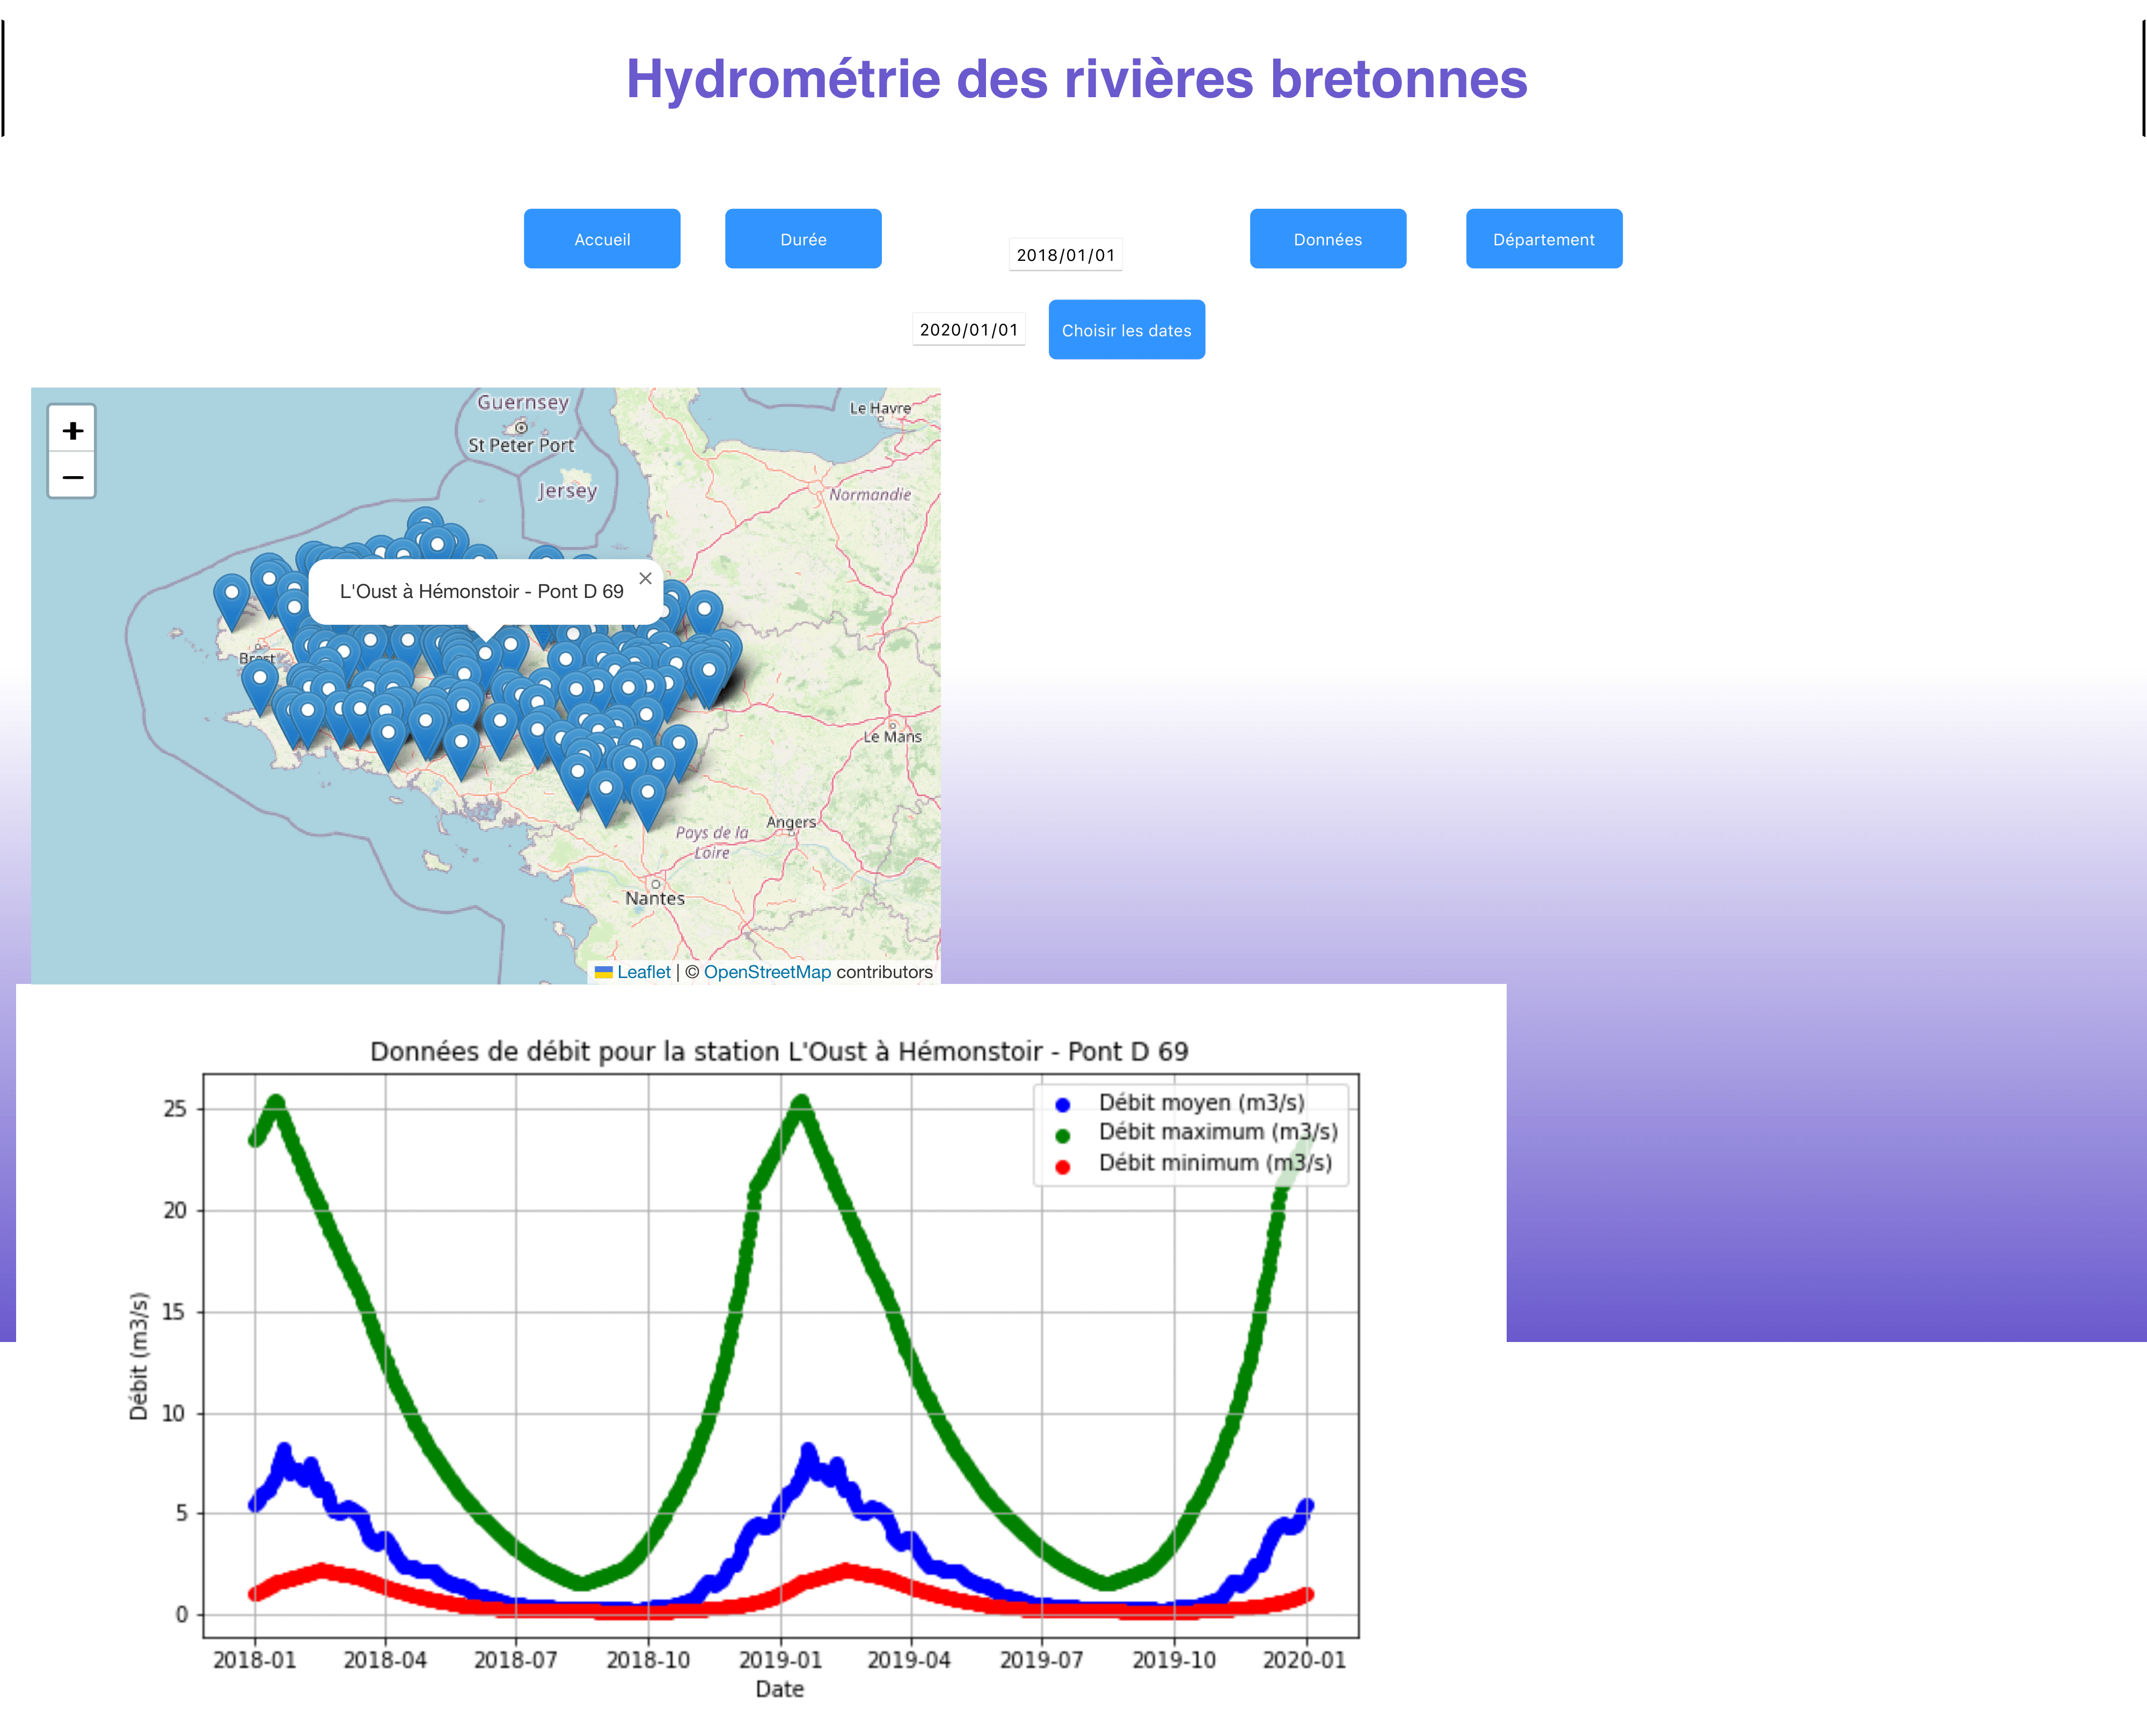 Hydrométrie des rivières bretonnes
Accueil
Durée
2018/01/01
Données
Département
2020/01/01
Choisir les dates
+
−
Guernsey
St Peter Port
Jersey
Le Havre
Normandie
L'Oust à Hémonstoir - Pont D 69
×
Brest
Le Mans
Pays de la
Loire
Angers
Nantes
Leaflet | © OpenStreetMap contributors
Données de débit pour la station L'Oust à Hémonstoir - Pont D 69
Débit moyen (m3/s)
Débit maximum (m3/s)
Débit minimum (m3/s)
Débit (m3/s)
25
20
15
10
5
0
2018-01 2018-04 2018-07 2018-10 2019-01 2019-04 2019-07 2019-10 2020-01
Date